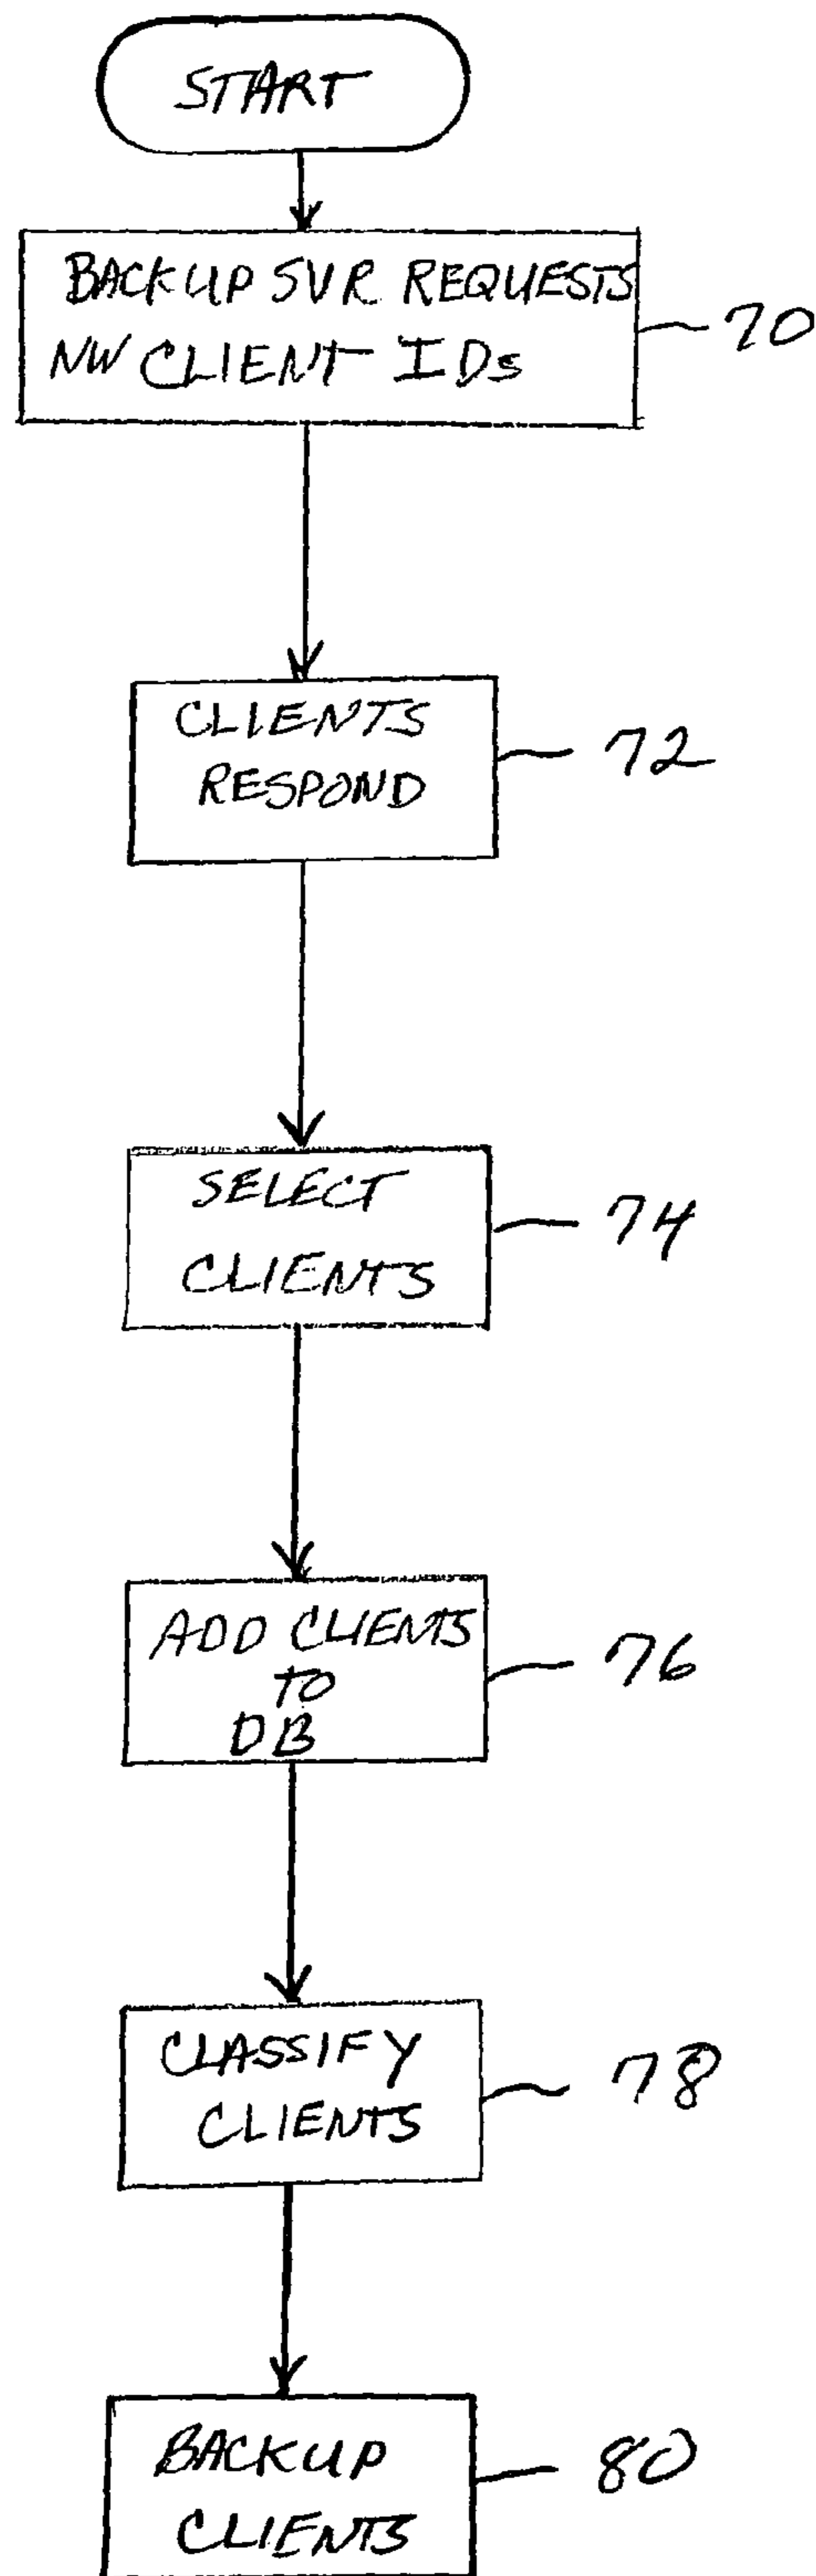 START
BACKUP SVR REQUESTS
NW CLIENT IDs
70
CLIENTS
RESPOND
72
SELECT
CLIENTS
74
ADD CLIENTS
TO
DB
76
CLASSIFY
CLIENTS
78
BACKUP
CLIENTS
80